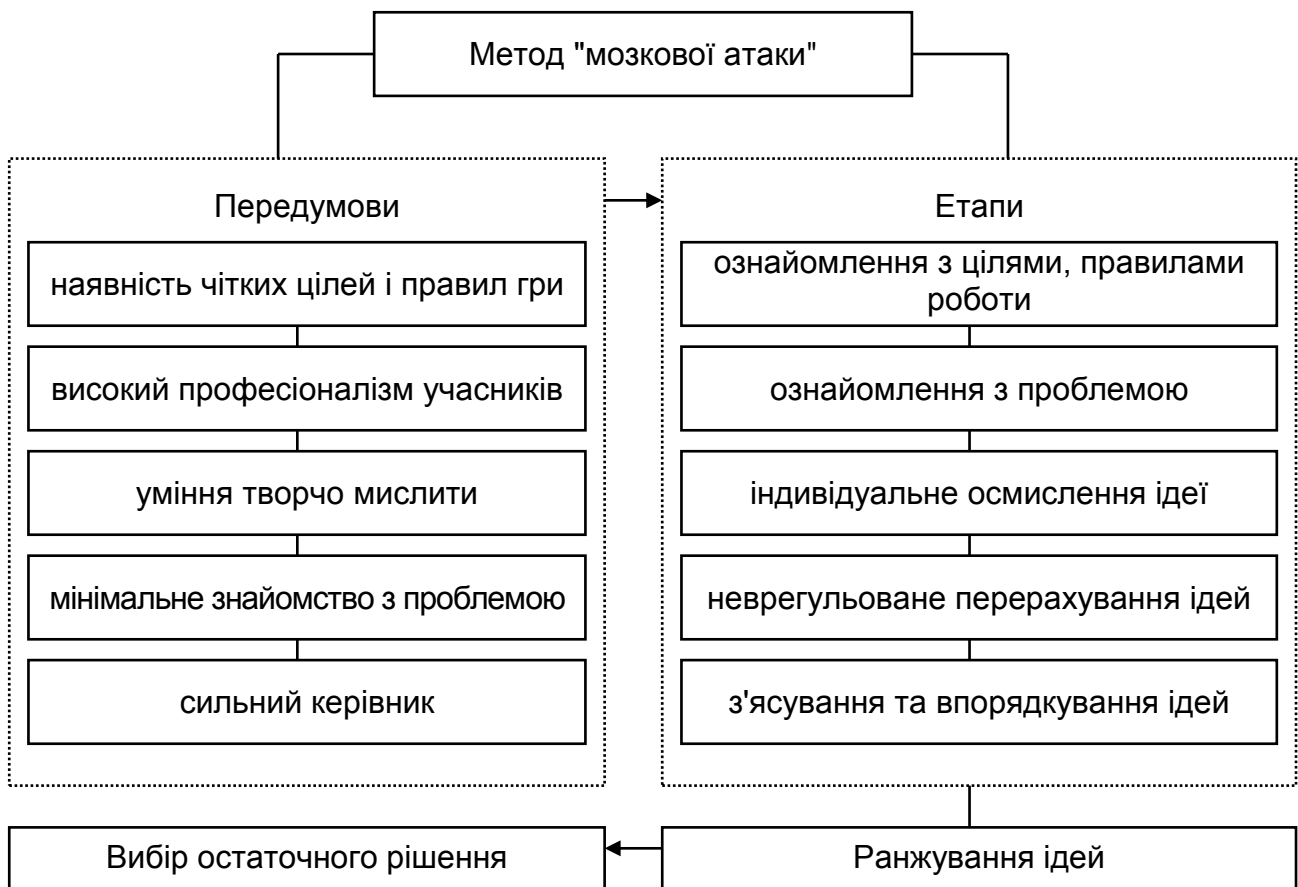 Метод "мозкової атаки"
Передумови
наявність чітких цілей і правил гри
високий професіоналізм учасників
уміння творчо мислити
мінімальне знайомство з проблемою
сильний керівник
Етапи
ознайомлення з цілями, правилами
роботи
ознайомлення з проблемою
індивідуальне осмислення ідеї
неврегульоване перерахування ідей
з'ясування та впорядкування ідей
Вибір остаточного рішення
Ранжування ідей